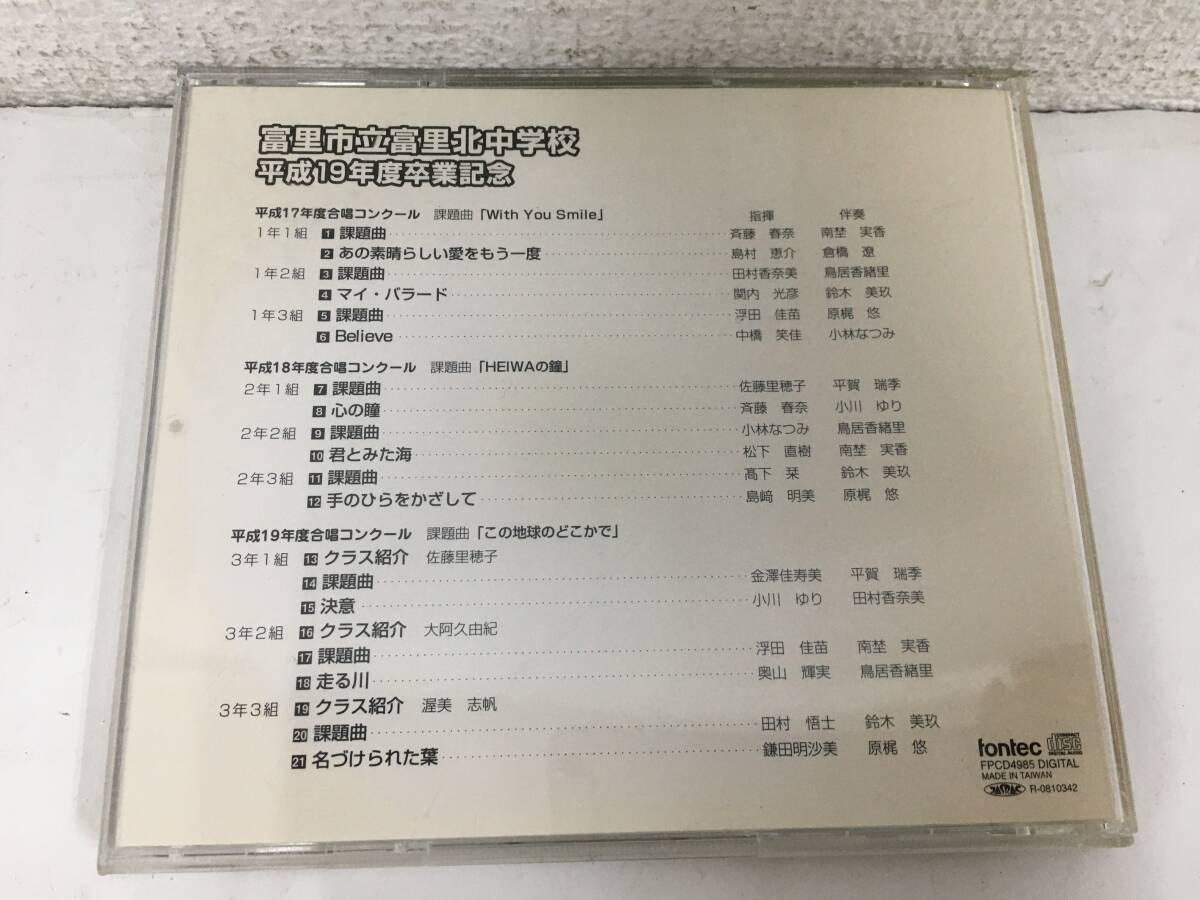 富里市立富里北中学校
平成19年度卒業記念
平成17年度合唱コンクール 課題曲「With You Smile」 指揮 伴奏
1年1組 1 課題曲 斉藤 春奈 南埜 実香
2 あの素晴らしい愛をもう一度 島村 恵介 倉橋 遼
1年2組 3 課題曲 田村香奈美 鳥居香緒里
4 マイ・バラード 関内 光彦 鈴木 美玖
1年3組 5 課題曲 浮田 佳苗 原梶 悠
6 Believe 中橋 笑佳 小林なつみ
平成18年度合唱コンクール 課題曲「HEIWAの鐘」
2年1組 7 課題曲 佐藤里穂子 平賀 瑞季
8 心の瞳 斉藤 春奈 小川 ゆり
2年2組 9 課題曲 小林なつみ 鳥居香緒里
10 君とみた海 松下 直樹 南埜 実香
2年3組 11 課題曲 髙下 栞 鈴木 美玖
12 手のひらをかざして 島﨑 明美 原梶 悠
平成19年度合唱コンクール 課題曲「この地球のどこかで」
3年1組 13 クラス紹介 佐藤里穂子
14 課題曲 金澤佳寿美 平賀 瑞季
15 決意 小川 ゆり 田村香奈美
3年2組 16 クラス紹介 大阿久由紀
17 課題曲 浮田 佳苗 南埜 実香
18 走る川 奥山 輝実 鳥居香緒里
3年3組 19 クラス紹介 渥美 志帆
20 課題曲 田村 悟士 鈴木 美玖
21 名づけられた葉 鎌田明沙美 原梶 悠
fontec COMPACT disc DIGITAL AUDIO
FPCD4985 DIGITAL
MADE IN TAIWAN
JASRAC R-0810342